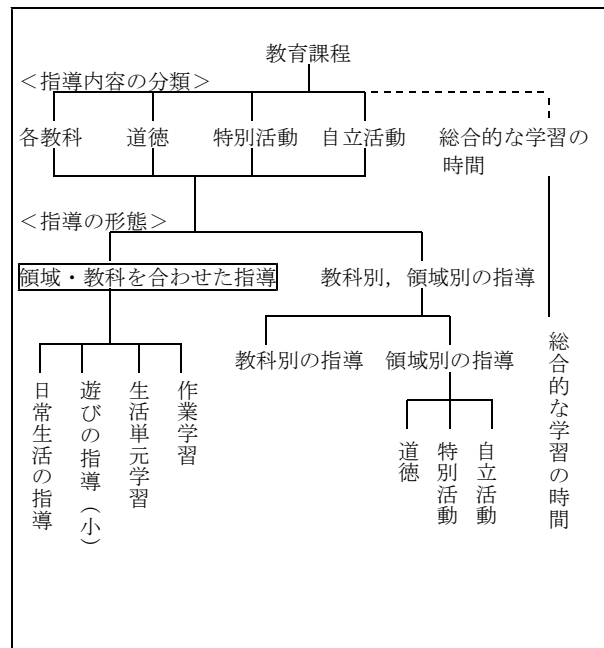 教育課程
＜指導内容の分類＞
各教科
道徳
特別活動
自立活動
総合的な学習の
時間
＜指導の形態＞
領域・教科を合わせた指導
教科別，領域別の指導
教科別の指導
領域別の指導
日常生活の指導
遊びの指導（小）
生活単元学習
作業学習
道徳
特別活動
自立活動
総合的な学習の時間